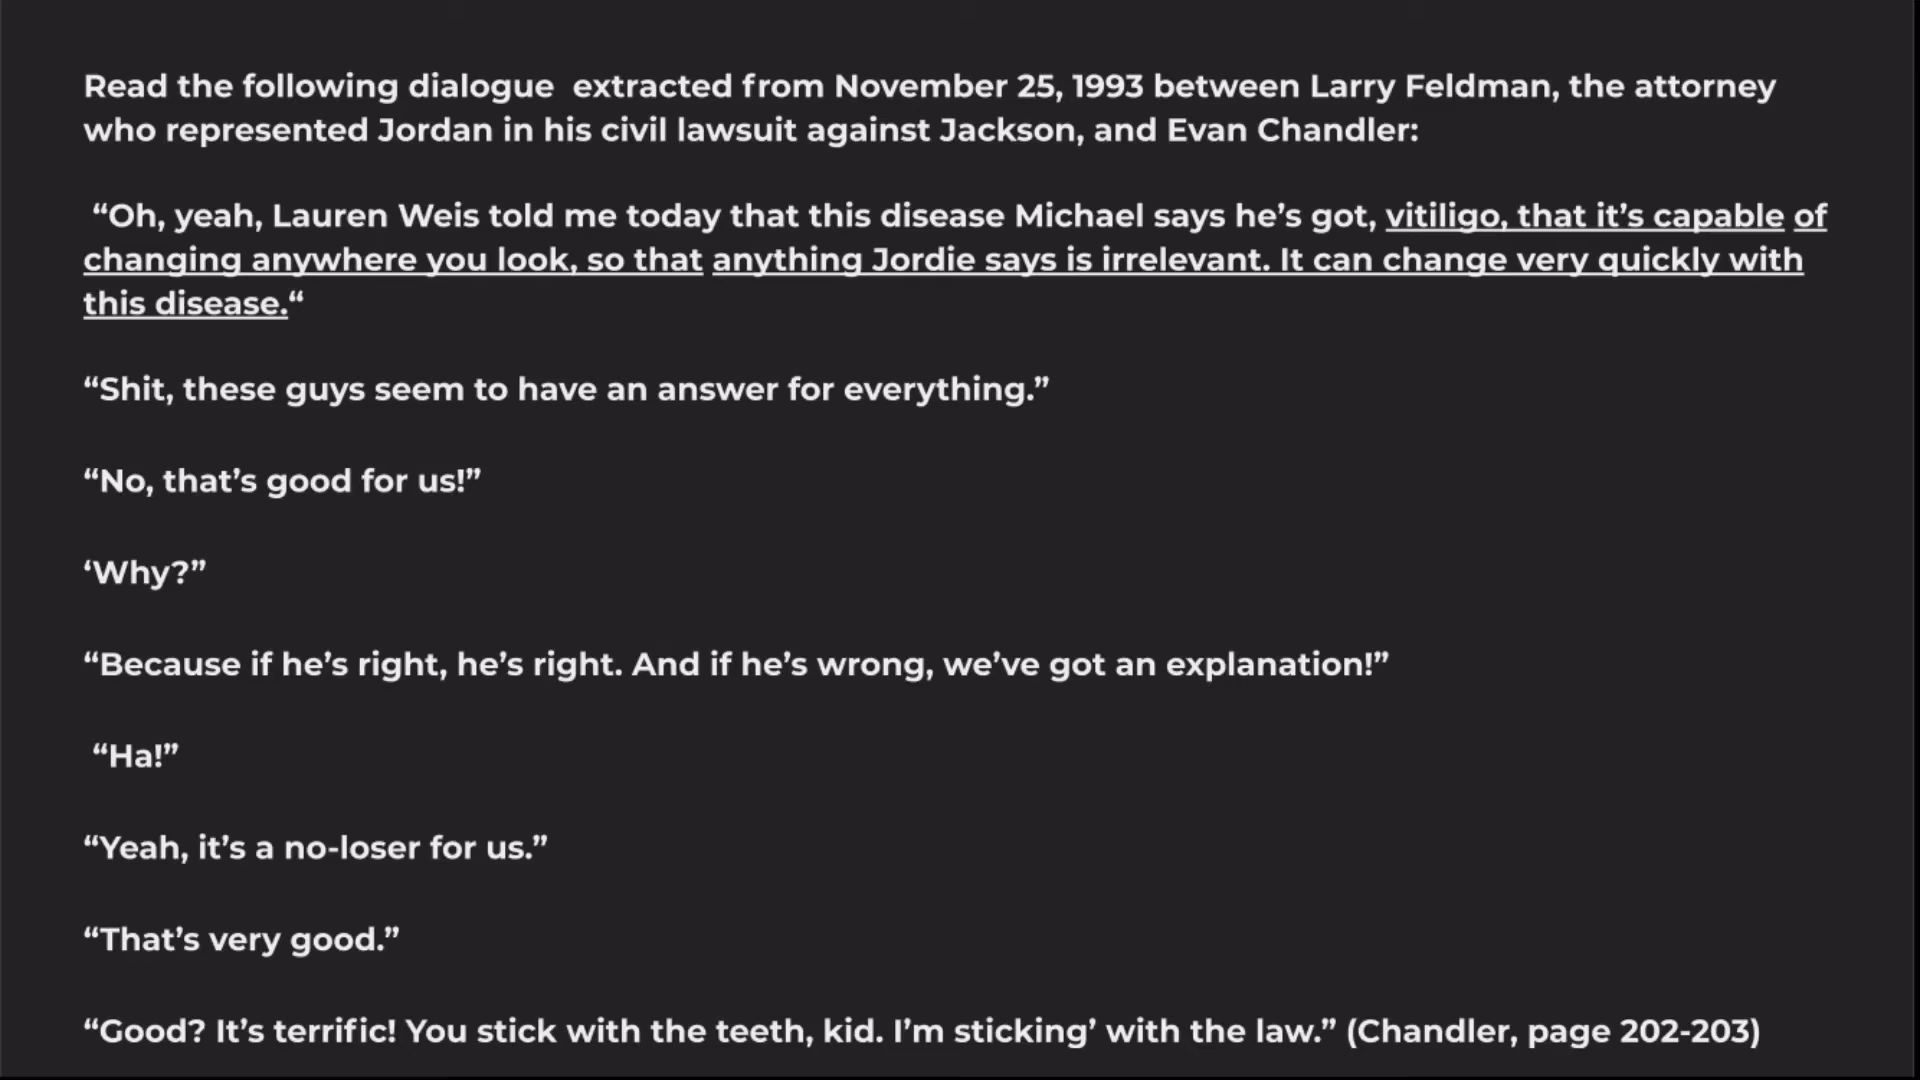 Read the following dialogue  extracted from November 25, 1993 between Larry Feldman, the attorney
who represented Jordan in his civil lawsuit against Jackson, and Evan Chandler:
“Oh, yeah, Lauren Weis told me today that this disease Michael says he’s got, vitiligo, that it’s capable of
changing anywhere you look, so that anything Jordie says is irrelevant. It can change very quickly with
this disease.“
“Shit, these guys seem to have an answer for everything.”
“No, that’s good for us!”
‘Why?”
“Because if he’s right, he’s right. And if he’s wrong, we’ve got an explanation!”
“Ha!”
“Yeah, it’s a no-loser for us.”
“That’s very good.”
“Good? It’s terrific! You stick with the teeth, kid. I’m sticking’ with the law.” (Chandler, page 202-203)